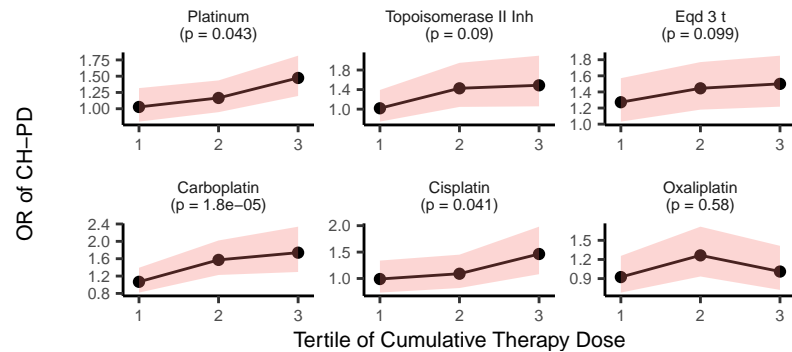 Platinum
(p = 0.043)
Topoisomerase II Inh
(p = 0.09)
Eqd 3 t
(p = 0.099)
1.75
1.50
1.25
1.00
1.8
1.4
1.0
1.8
1.6
1.4
1.2
1.0
1 2 3
1 2 3
1 2 3
OR of CH−PD
Carboplatin
(p = 1.8e−05)
Cisplatin
(p = 0.041)
Oxaliplatin
(p = 0.58)
2.4
2.0
1.6
1.2
0.8
2.0
1.5
1.0
1.5
1.2
0.9
1 2 3
1 2 3
1 2 3
Tertile of Cumulative Therapy Dose